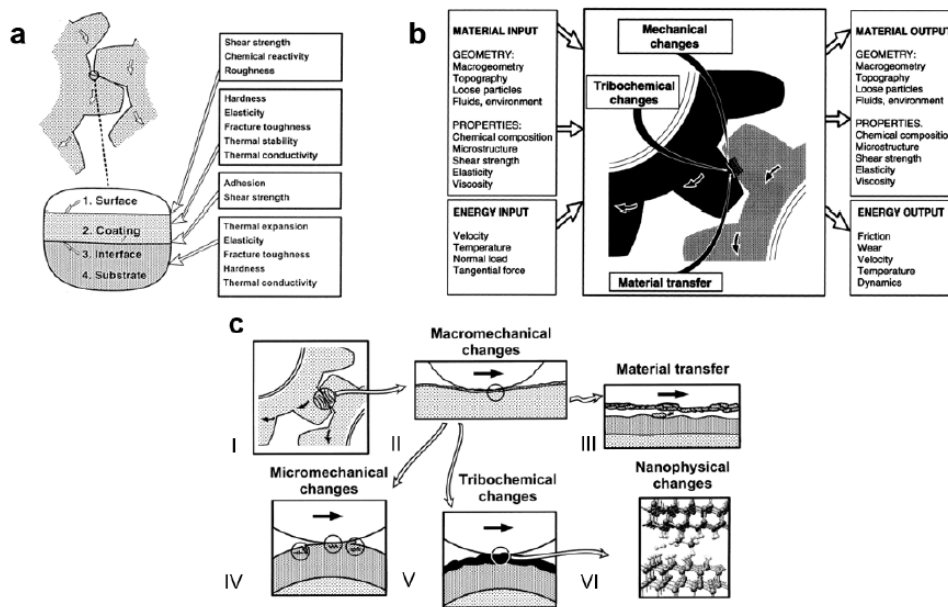 a
Shear strength
Chemical reactivity
Roughness
Hardness
Elasticity
Fracture toughness
Thermal stability
Thermal conductivity
Adhesion
Shear strength
Thermal expansion
Elasticity
Fracture toughness
Hardness
Thermal conductivity
1. Surface
2. Coating
3. Interface
4. Substrate
b
MATERIAL INPUT
GEOMETRY:
Macrogeometry
Topography
Loose particles
Fluids, environment
PROPERTIES:
Chemical composition
Microstructure
Shear strength
Elasticity
Viscosity
ENERGY INPUT
Velocity
Temperature
Normal load
Tangential force
Mechanical
changes
Tribochemical
changes
Material transfer
MATERIAL OUTPUT
GEOMETRY:
Macrogeometry
Topography
Loose particles
Fluids, environment
PROPERTIES:
Chemical composition
Microstructure
Shear strength
Elasticity
Viscosity
ENERGY OUTPUT
Friction
Wear
Velocity
Temperature
Dynamics
c
I
Macromechanical
changes
II
Material transfer
III
Micromechanical
changes
IV
Tribochemical
changes
V
Nanophysical
changes
VI